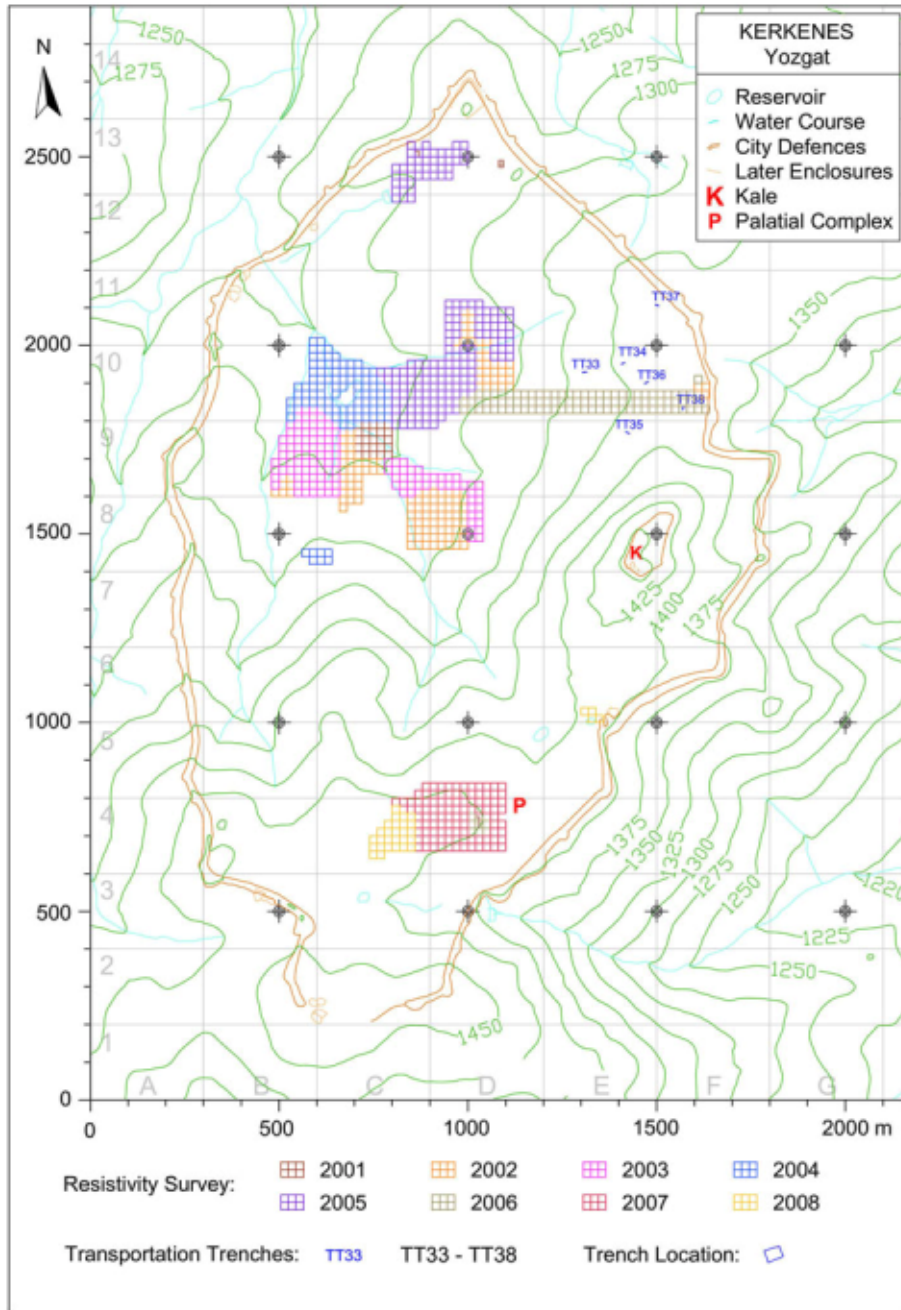 KERKENES
Yozgat
Reservoir
Water Course
City Defences
Later Enclosures
K Kale
P Palatial Complex
N
1250
1275
1250
1275
1300
14
13
2500
12
11
1350
TT37
2000
10
TT34
TT33
TT36
TT38
TT35
9
8
1500
K
7
1425
1400
1375
6
1000
5
P
4
1375
1350
1325
1300
1275
1250
1220
3
500
1225
2
1250
1450
1
A B C D E F G
0
0 500 1000 1500 2000 m
Resistivity Survey: 2001 2002 2003 2004
2005 2006 2007 2008
Transportation Trenches: TT33 TT33 - TT38 Trench Location: